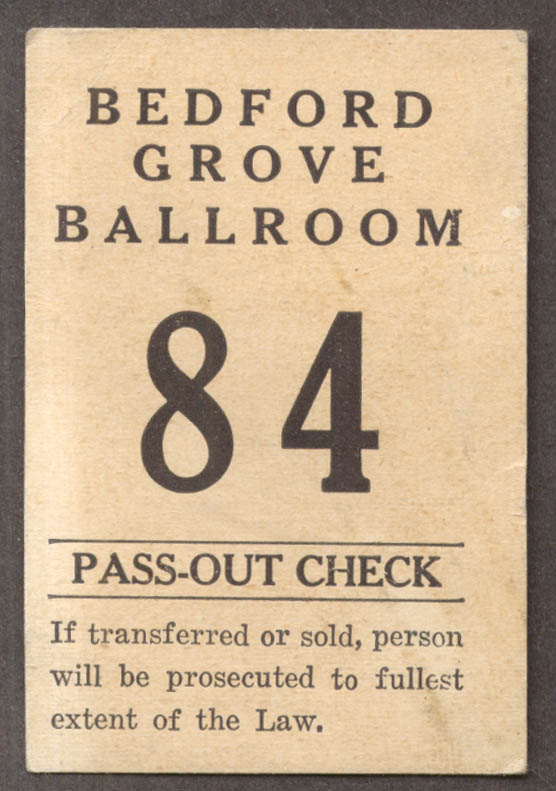 BEDFORD
GROVE
BALLROOM
84
PASS-OUT CHECK
If transferred or sold, person
will be prosecuted to fullest
extent of the Law.